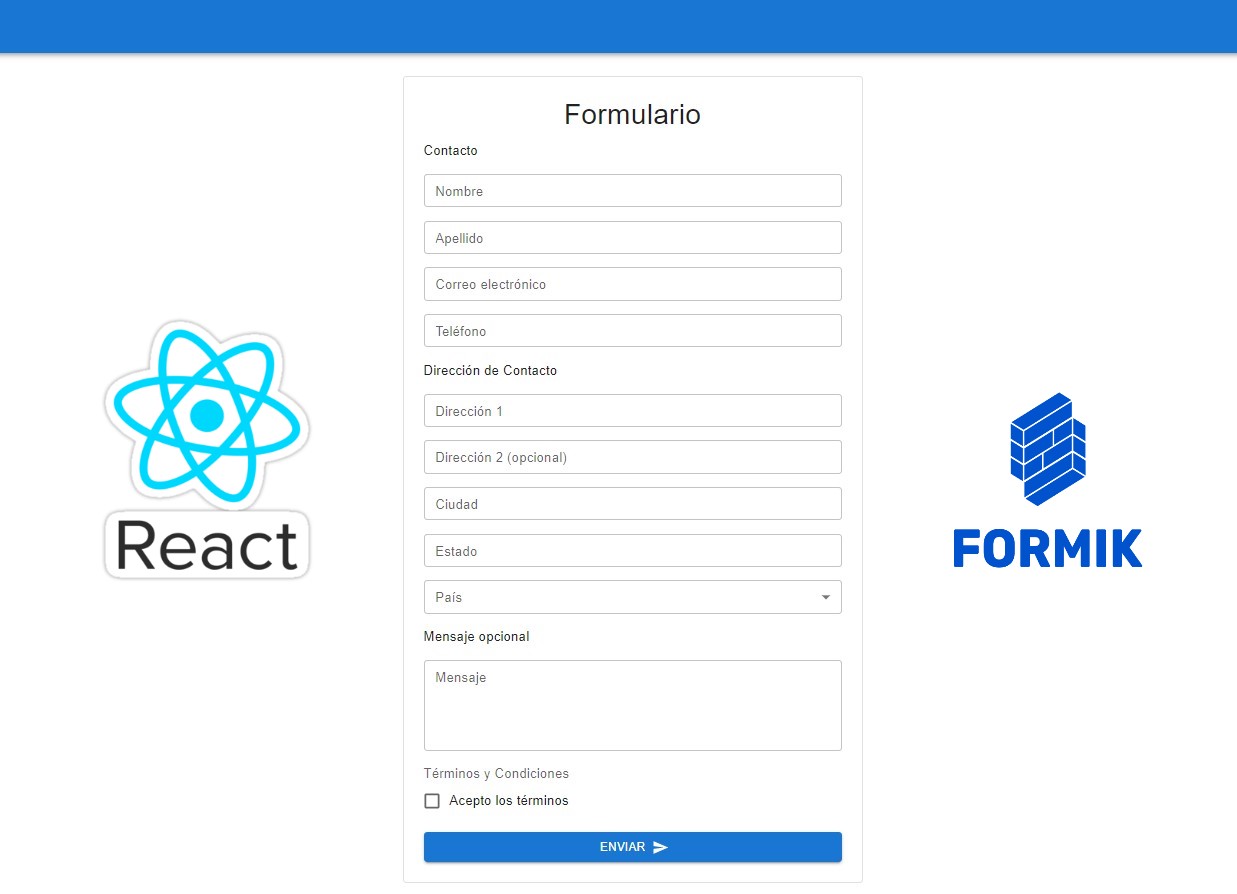 Formulario
Contacto
Nombre
Apellido
Correo electrónico
Teléfono
Dirección de Contacto
Dirección 1
Dirección 2 (opcional)
Ciudad
Estado
País
Mensaje opcional
Mensaje
Términos y Condiciones
Acepto los términos
ENVIAR
React
FORMIK